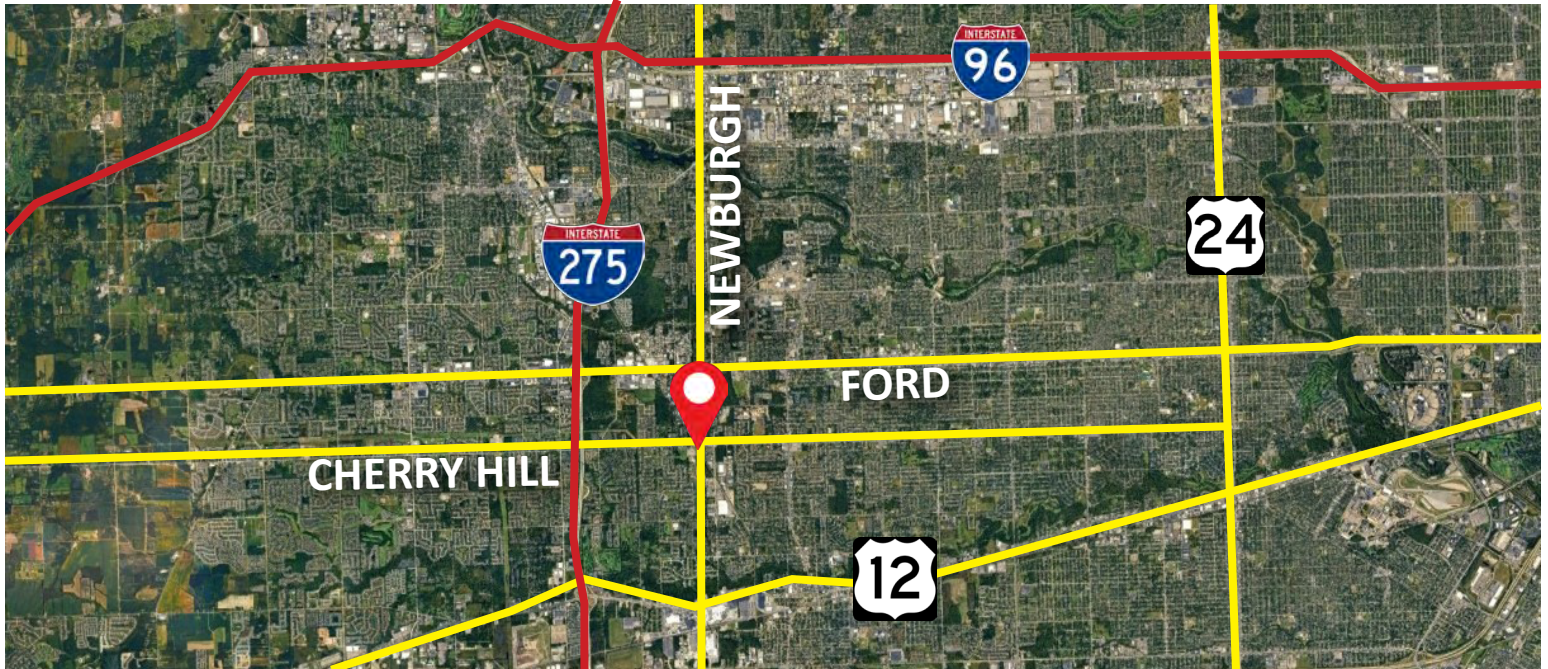 INTERSTATE
96
NEWBURGH
24
INTERSTATE
275
FORD
CHERRY HILL
12